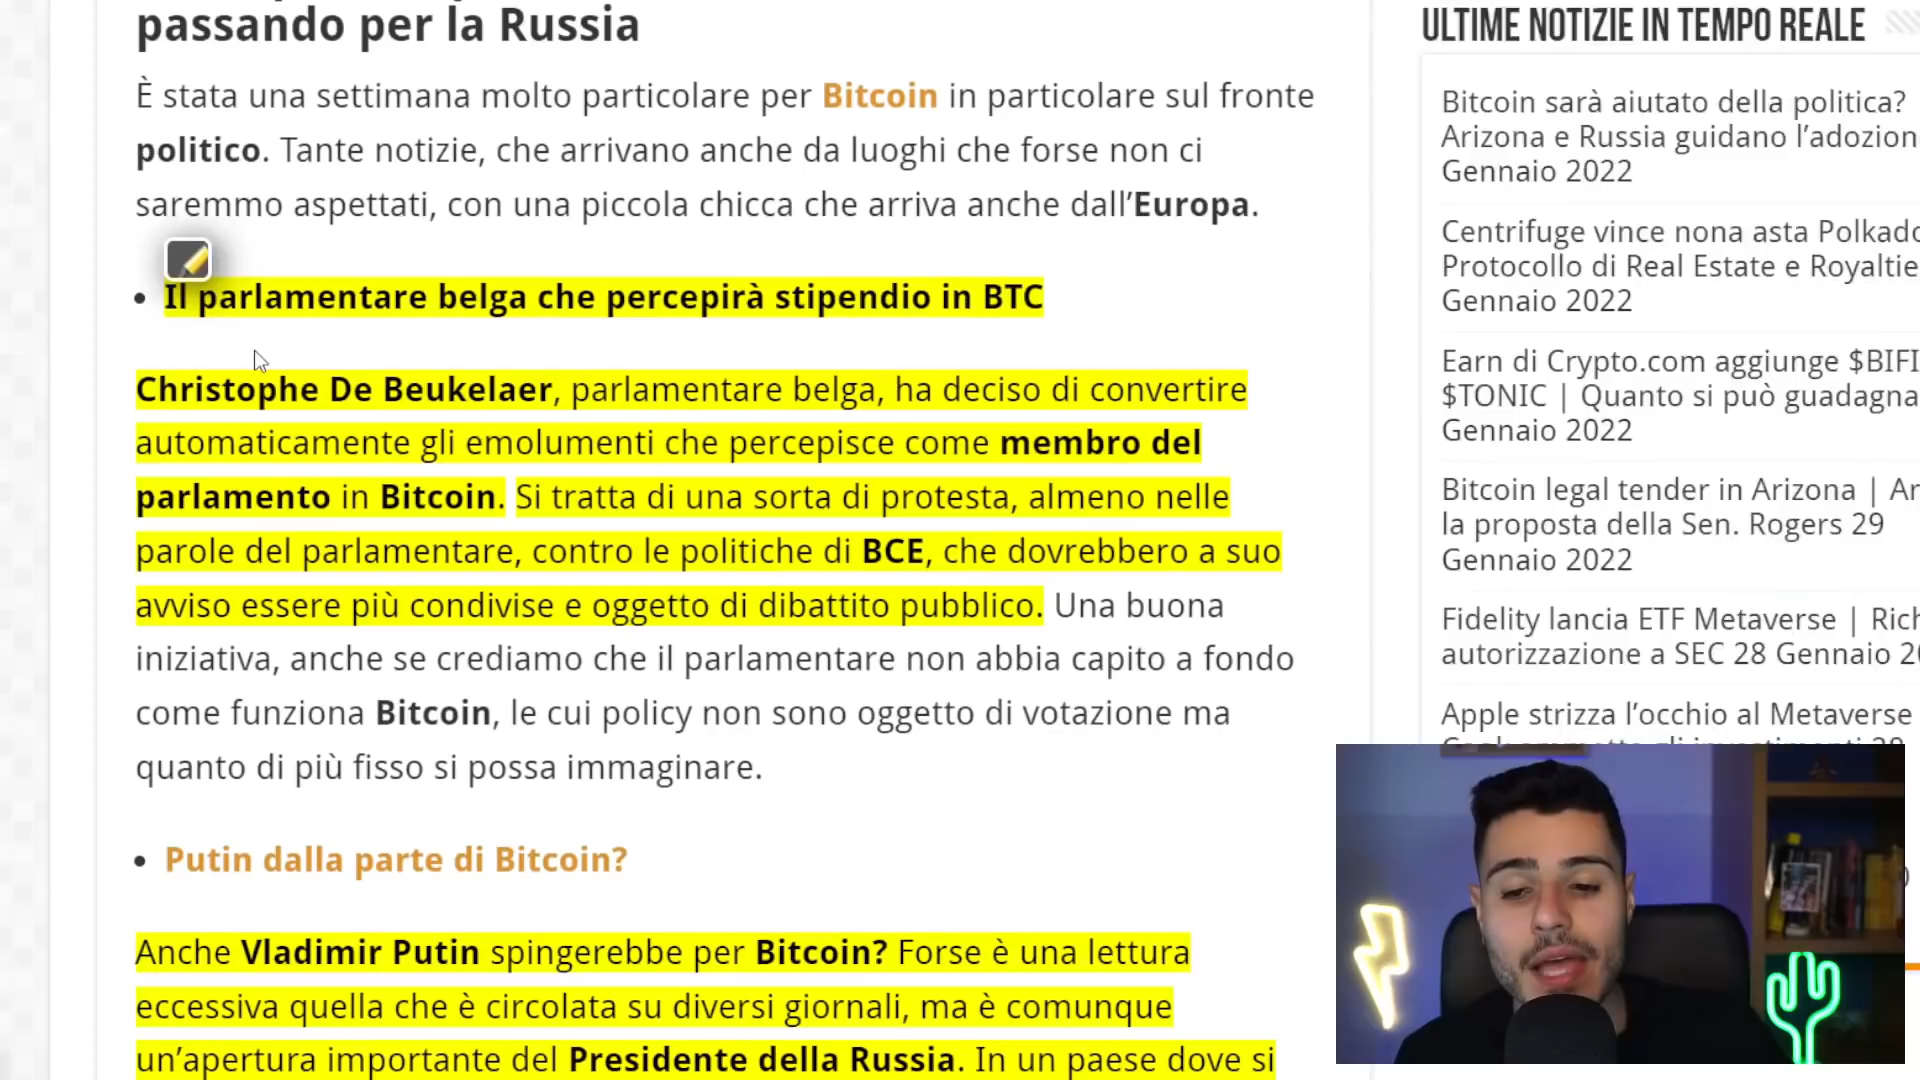 passando per la Russia
È stata una settimana molto particolare per Bitcoin in particolare sul fronte
politico. Tante notizie, che arrivano anche da luoghi che forse non ci
saremmo aspettati, con una piccola chicca che arriva anche dall’Europa.
• Il parlamentare belga che percepirà stipendio in BTC
Christophe De Beukelaer, parlamentare belga, ha deciso di convertire
automaticamente gli emolumenti che percepisce come membro del
parlamento in Bitcoin. Si tratta di una sorta di protesta, almeno nelle
parole del parlamentare, contro le politiche di BCE, che dovrebbero a suo
avviso essere più condivise e oggetto di dibattito pubblico. Una buona
iniziativa, anche se crediamo che il parlamentare non abbia capito a fondo
come funziona Bitcoin, le cui policy non sono oggetto di votazione ma
quanto di più fisso si possa immaginare.
• Putin dalla parte di Bitcoin?
Anche Vladimir Putin spingerebbe per Bitcoin? Forse è una lettura
eccessiva quella che è circolata su diversi giornali, ma è comunque
un’apertura importante del Presidente della Russia. In un paese dove si
ULTIME NOTIZIE IN TEMPO REALE
Bitcoin sarà aiutato della politica?
Arizona e Russia guidano l’adozion
Gennaio 2022
Centrifuge vince nona asta Polkado
Protocollo di Real Estate e Royaltie
Gennaio 2022
Earn di Crypto.com aggiunge $BIFI
$TONIC | Quanto si può guadagna
Gennaio 2022
Bitcoin legal tender in Arizona | Ar
la proposta della Sen. Rogers 29
Gennaio 2022
Fidelity lancia ETF Metaverse | Rich
autorizzazione a SEC 28 Gennaio 20
Apple strizza l’occhio al Metaverse